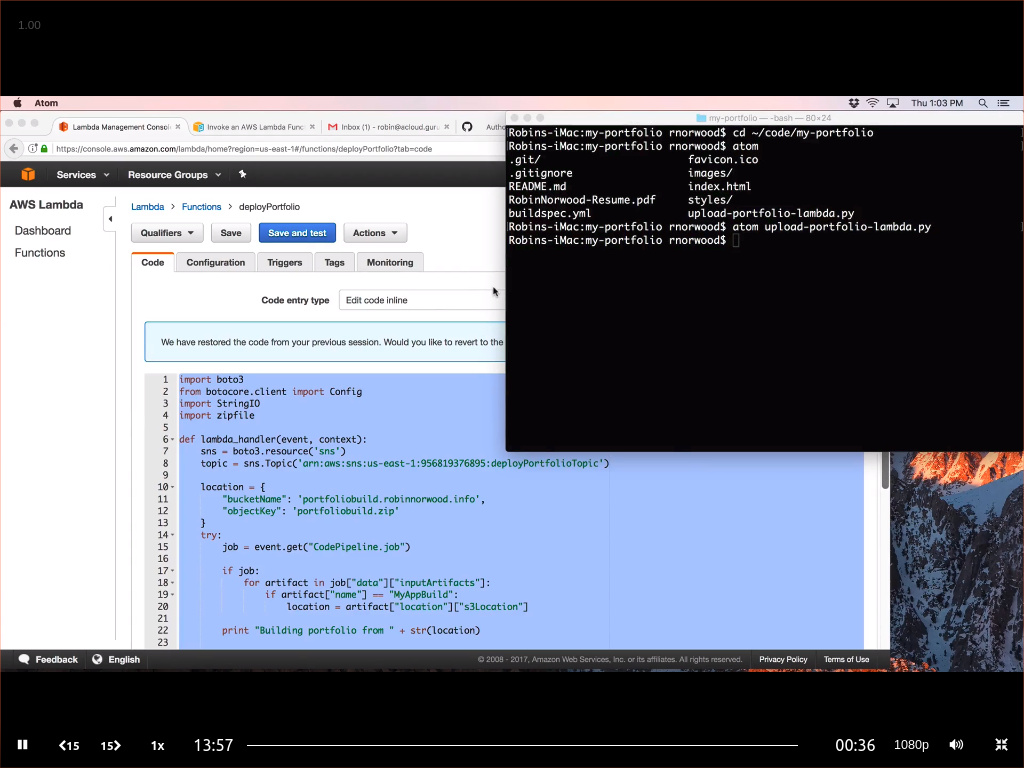 1.00
Atom
Thu 1:03 PM
Lambda Management Consol
Invoke an AWS Lambda Func
Inbox (1) - robin@acloud.gur
Autho
my-portfolio — -bash — 80×24
https://console.aws.amazon.com/lambda/home?region=us-east-1#/functions/deployPortfolio?tab=code
Robins-iMac:my-portfolio rnorwood$ cd ~/code/my-portfolio
Robins-iMac:my-portfolio rnorwood$ atom
.git/ favicon.ico
.gitignore images/
README.md index.html
RobinNorwood-Resume.pdf styles/
buildspec.yml upload-portfolio-lambda.py
Robins-iMac:my-portfolio rnorwood$ atom upload-portfolio-lambda.py
Robins-iMac:my-portfolio rnorwood$
Services Resource Groups
AWS Lambda
Dashboard
Functions
Lambda > Functions > deployPortfolio
Qualifiers Save Save and test Actions
Code Configuration Triggers Tags Monitoring
Code entry type Edit code inline
We have restored the code from your previous session. Would you like to revert to the
1 import boto3
2 from botocore.client import Config
3 import StringIO
4 import zipfile
5
6 def lambda_handler(event, context):
7 sns = boto3.resource('sns')
8 topic = sns.Topic('arn:aws:sns:us-east-1:956819376895:deployPortfolioTopic')
9
10 location = {
11 "bucketName": 'portfoliobuild.robinnorwood.info',
12 "objectKey": 'portfoliobuild.zip'
13 }
14 try:
15 job = event.get("CodePipeline.job")
16
17 if job:
18 for artifact in job["data"]["inputArtifacts"]:
19 if artifact["name"] == "MyAppBuild":
20 location = artifact["location"]["s3Location"]
21
22 print "Building portfolio from " + str(location)
23
Feedback English
© 2008 - 2017, Amazon Web Services, Inc. or its affiliates. All rights reserved. Privacy Policy Terms of Use
15 15 1x 13:57 00:36 1080p